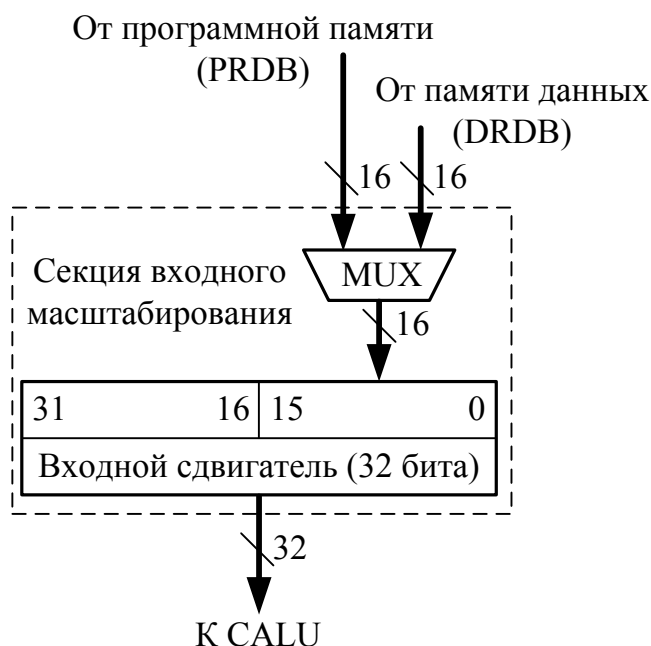 От программной памяти
(PRDB)
От памяти данных
(DRDB)
16
16
Секция входного
масштабирования
MUX
16
31 16 15 0
Входной сдвигатель (32 бита)
32
К CALU